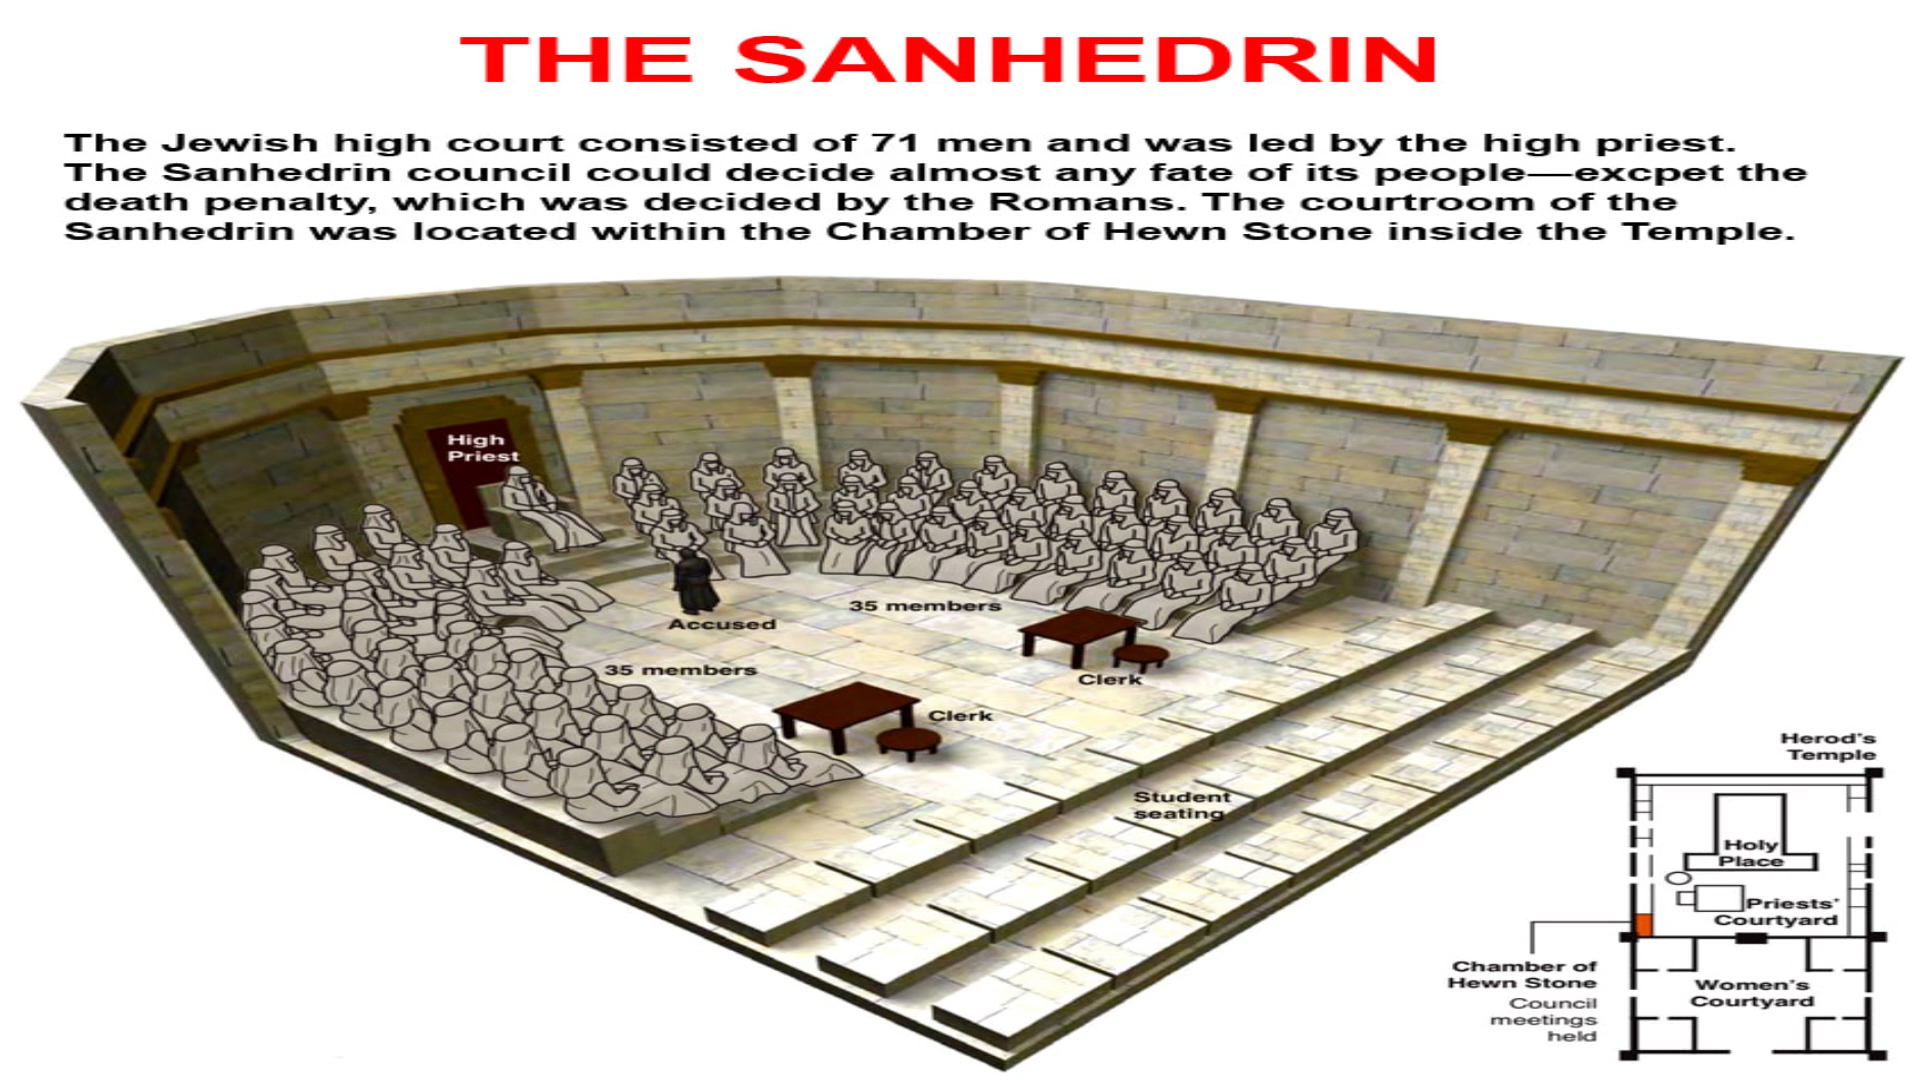 THE SANHEDRIN
The Jewish high court consisted of 71 men and was led by the high priest.
The Sanhedrin council could decide almost any fate of its people—excpet the
death penalty, which was decided by the Romans. The courtroom of the
Sanhedrin was located within the Chamber of Hewn Stone inside the Temple.
High
Priest
Accused
35 members
35 members
Clerk
Clerk
Student
seating
Herod's
Temple
Holy
Place
Priests'
Courtyard
Chamber of
Hewn Stone
Council
meetings
held
Women's
Courtyard